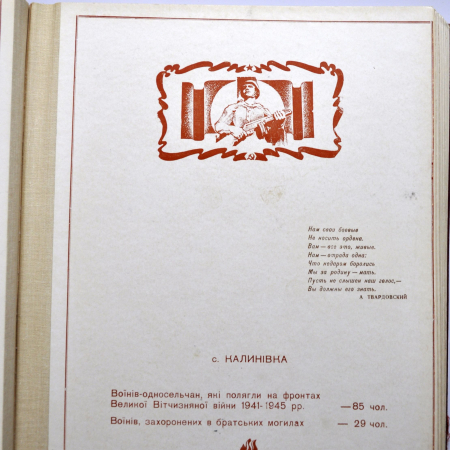 Нам свои боевые
Не носить ордена.
Вам — все это, живые.
Нам — отрада одна:
Что недаром боролись
Мы за родину — мать.
Пусть не слышен наш голос, —
Вы должны его знать.
А ТВАРДОВСКИЙ
с. КАЛИНІВКА
Воїнів-односельчан, які полягли на фронтах
Великої Вітчизняної війни 1941-1945 рр. — 85 чол.
Воїнів, захоронених в братських могилах — 29 чол.